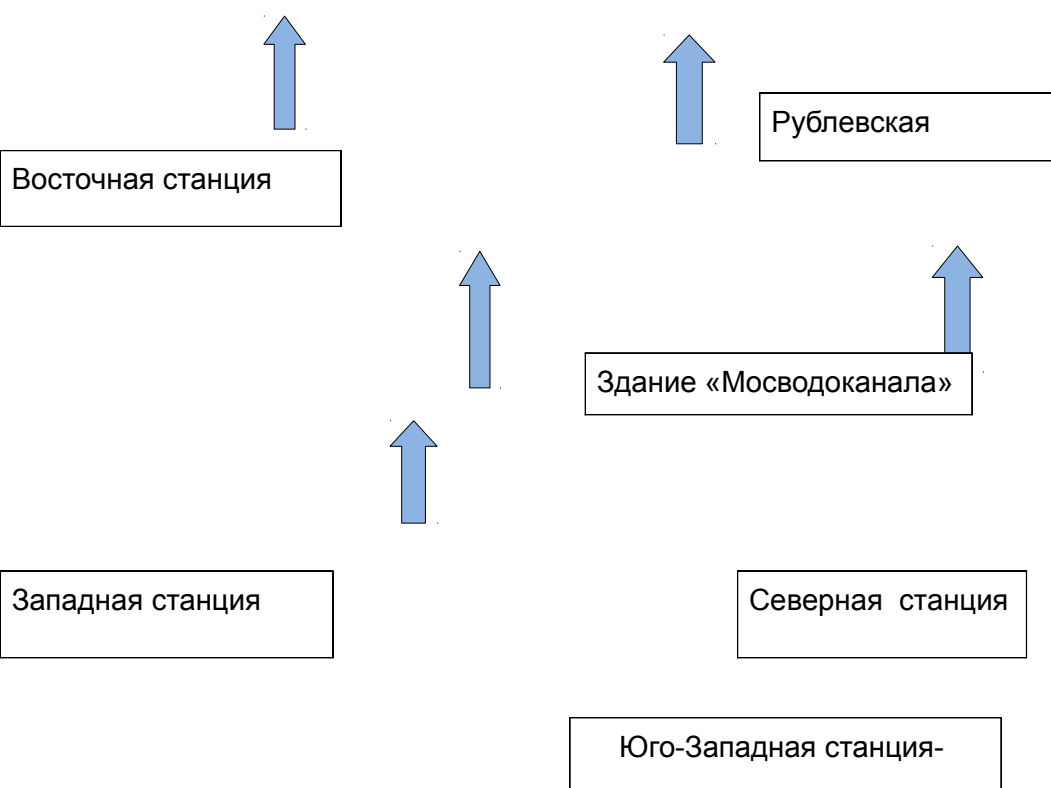 Рублевская
Восточная станция
Здание «Мосводоканала»
Западная станция
Северная  станция
Юго-Западная станция-